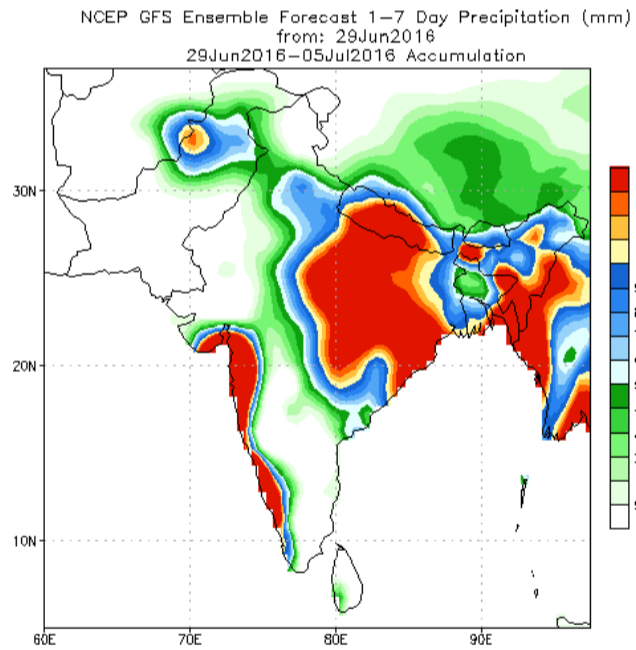 NCEP GFS Ensemble Forecast 1–7 Day Precipitation (mm)
from: 29Jun2016
29Jun2016–05Jul2016 Accumulation
30N
20N
10N
60E
70E
80E
90E